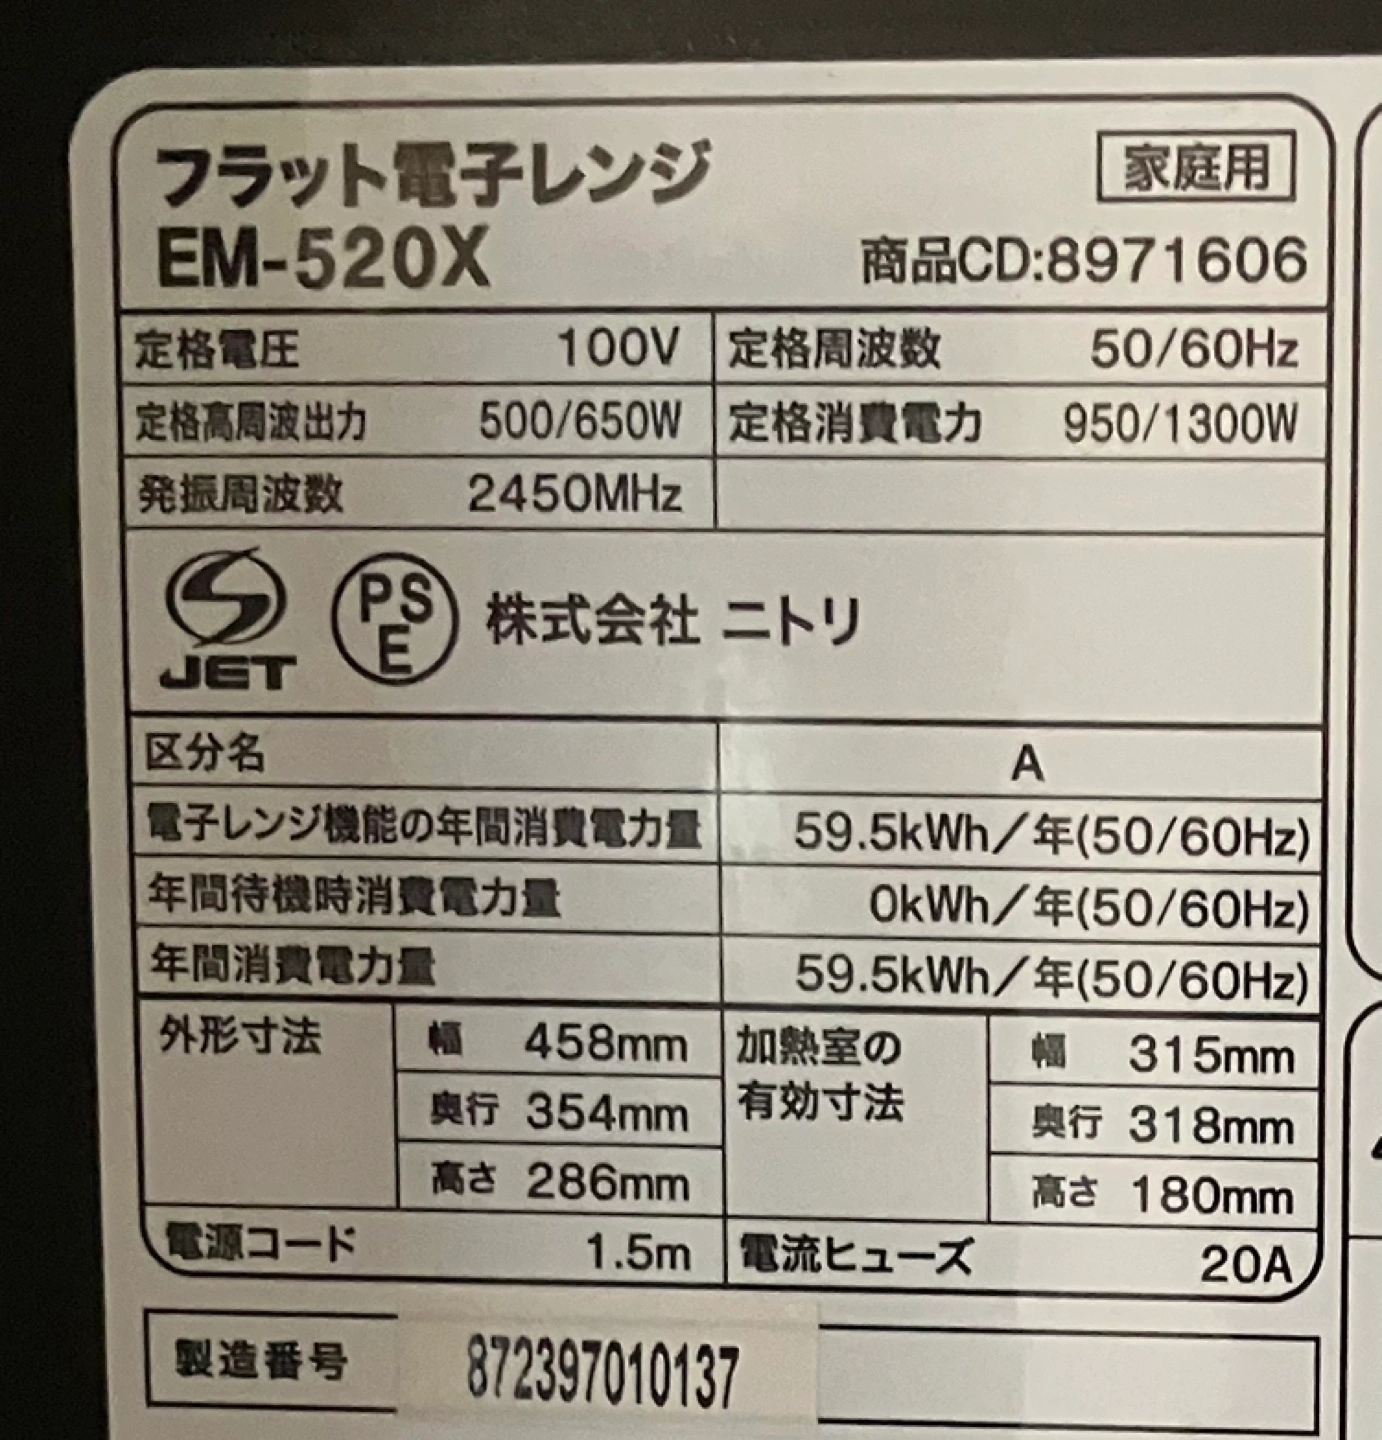 フラット電子レンジ 家庭用
EM-520X 商品CD:8971606
定格電圧 100V 定格周波数 50/60Hz
定格高周波出力 500/650W 定格消費電力 950/1300W
発振周波数 2450MHz
JET PSE 株式会社 ニトリ
区分名 A
電子レンジ機能の年間消費電力量 59.5kWh/年(50/60Hz)
年間待機時消費電力量 0kWh/年(50/60Hz)
年間消費電力量 59.5kWh/年(50/60Hz)
外形寸法 幅 458mm 加熱室の 幅 315mm
奥行 354mm 有効寸法 奥行 318mm
高さ 286mm 高さ 180mm
電源コード 1.5m 電流ヒューズ 20A
製造番号 872397010137